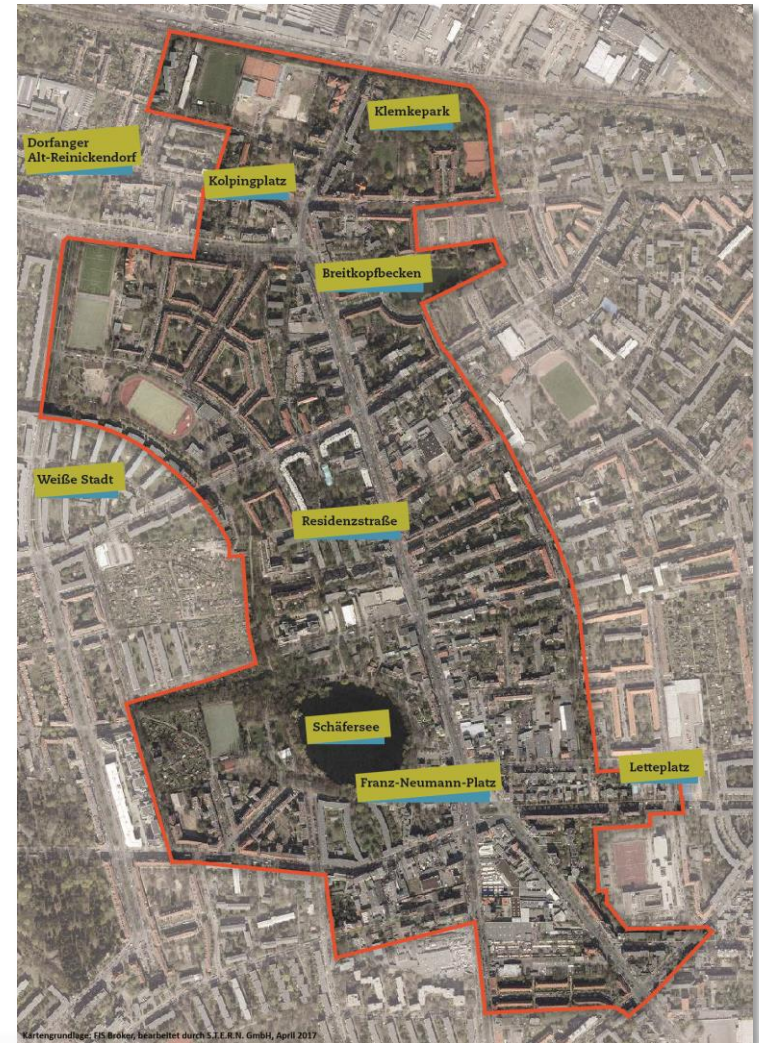 Klemkepark
Dorfanger
Alt-Reinickendorf
Kolpingplatz
Breitkopfbecken
Weiße Stadt
Residenzstraße
Schäfersee
Letteplatz
Franz-Neumann-Platz
Kartengrundlage: FIS Broker, bearbeitet durch S.T.E.R.N. GmbH, April 2017